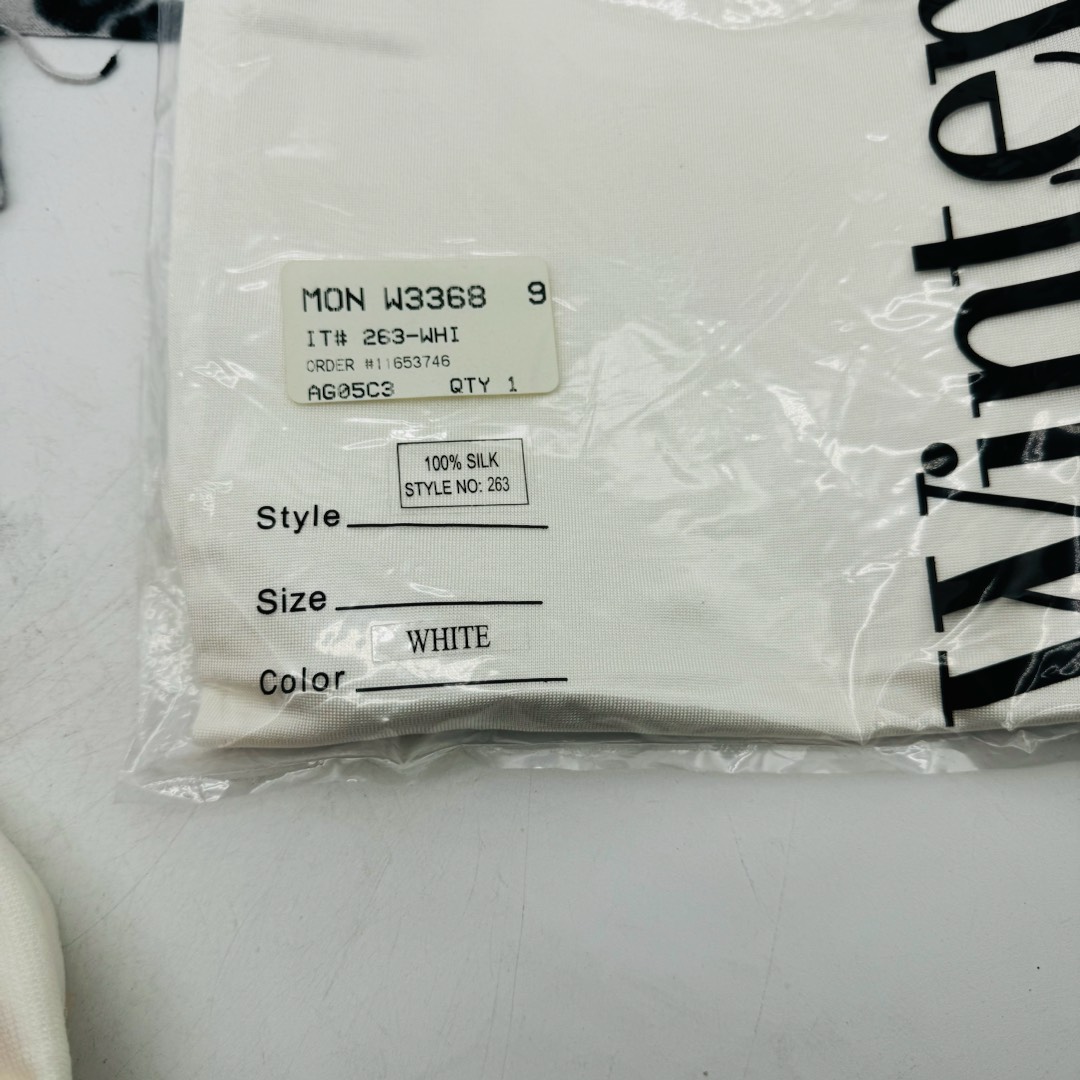 MON W3368 9
IT# 263-WHI
ORDER #11653746
AG05C3 QTY 1
100% SILK
STYLE NO: 263
Style
Size
WHITE
Color